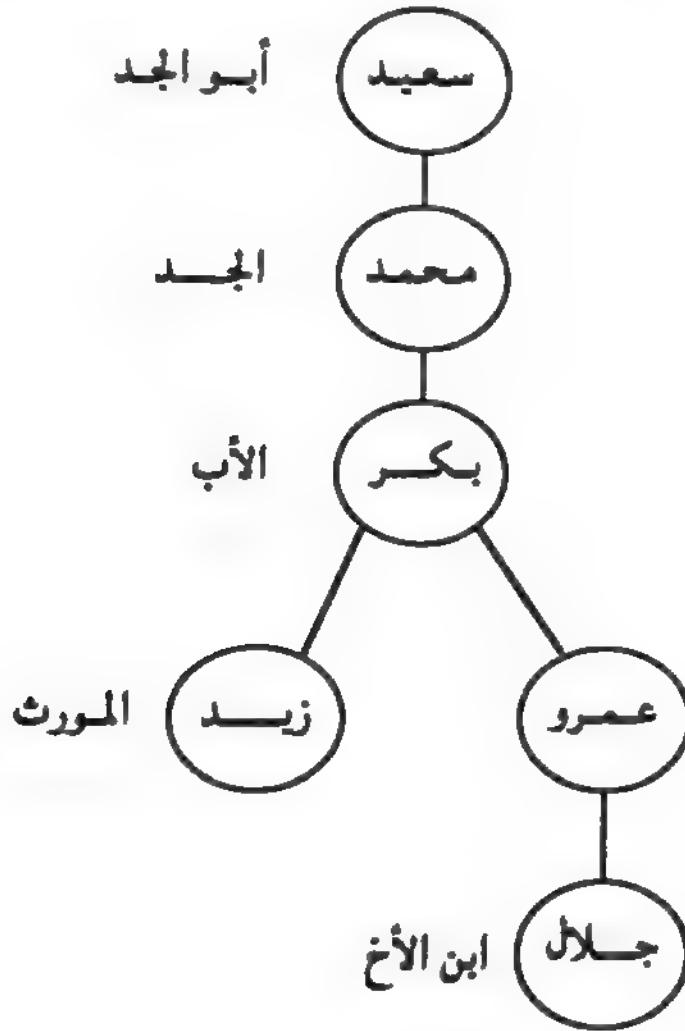 سعيد أبو الجد
محمد الجد
بكر الأب
عمرو زيد المورث
جلال ابن الأخ